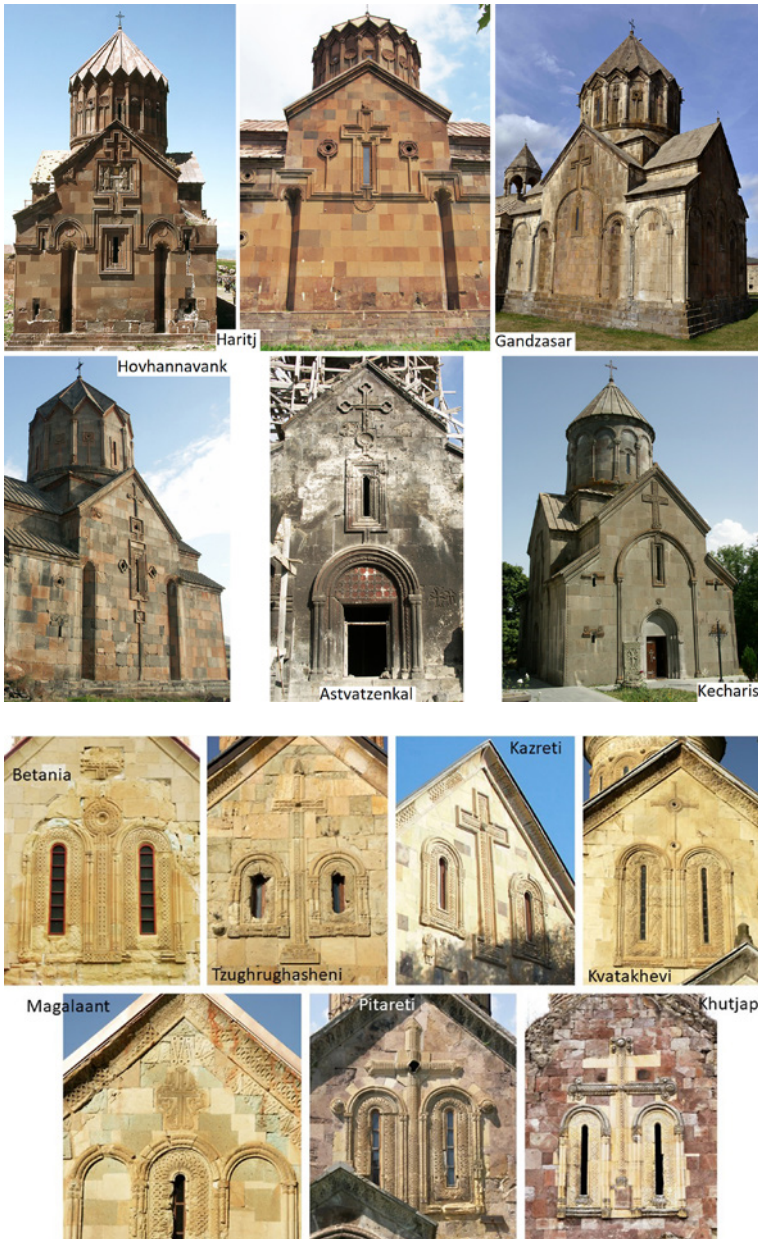 Haritj
Gandzasar
Hovhannavank
Astvatzenkal
Kecharis
Betania
Tzughrughasheni
Kazreti
Kvatakhevi
Magalaant
Pitareti
Khutjap